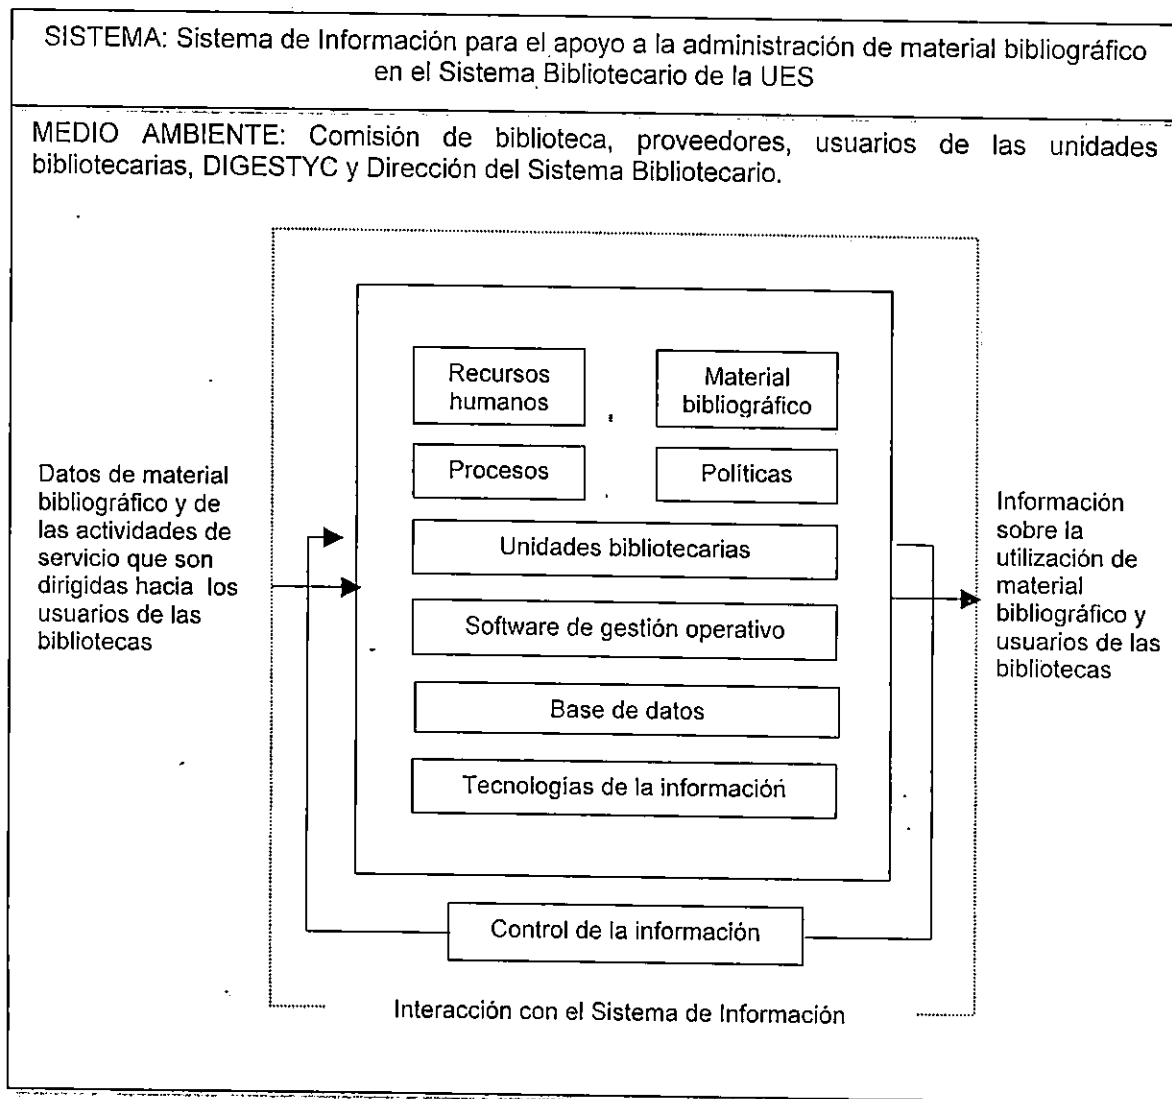 SISTEMA: Sistema de Información para el apoyo a la administración de material bibliográfico
en el Sistema Bibliotecario de la UES
MEDIO AMBIENTE: Comisión de biblioteca, proveedores, usuarios de las unidades
bibliotecarias, DIGESTYC y Dirección del Sistema Bibliotecario.
Datos de material
bibliográfico y de
las actividades de
servicio que son
dirigidas hacia los
usuarios de las
bibliotecas
Recursos
humanos
Material
bibliográfico
Procesos
Políticas
Unidades bibliotecarias
Software de gestión operativo
Base de datos
Tecnologías de la información
Control de la información
Interacción con el Sistema de Información
Información
sobre la
utilización de
material
bibliográfico y
usuarios de las
bibliotecas